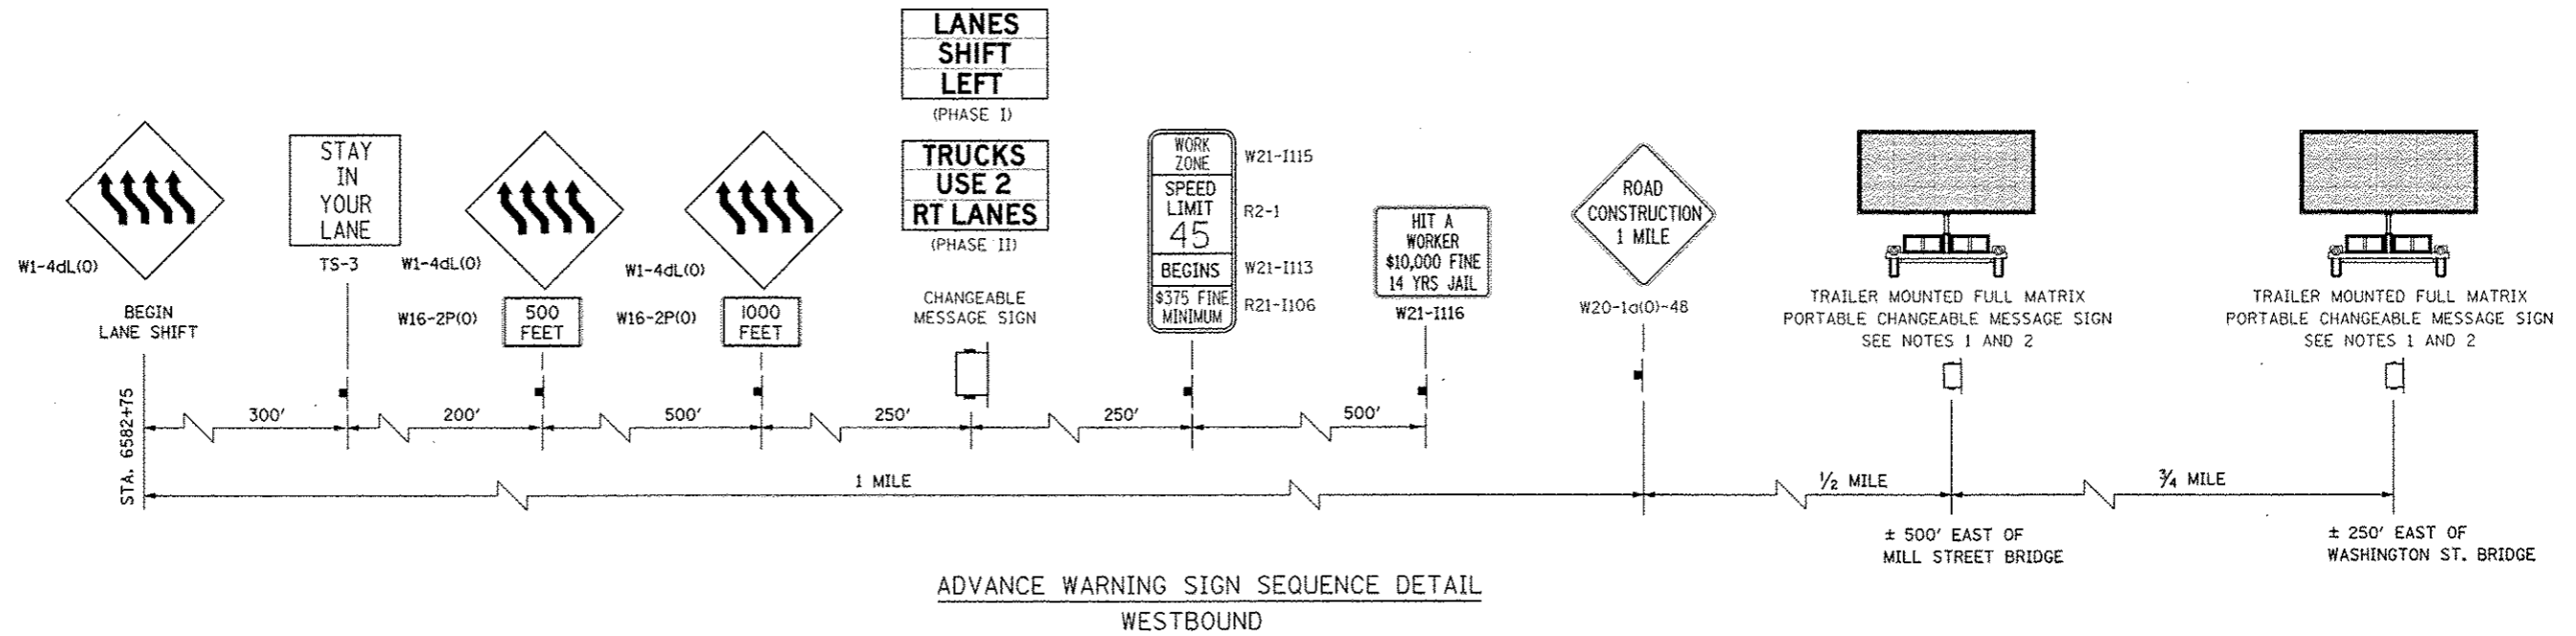 LANES
SHIFT
LEFT
(PHASE I)
TRUCKS
USE 2
RT LANES
(PHASE II)
CHANGEABLE
MESSAGE SIGN
W1-4dL(O)
BEGIN
LANE SHIFT
STAY
IN
YOUR
LANE
TS-3
W1-4dL(O)
W16-2P(O)
500
FEET
W1-4dL(O)
W16-2P(O)
1000
FEET
WORK
ZONE
W21-I115
SPEED
LIMIT
45
R2-1
BEGINS
W21-I113
$375 FINE
MINIMUM
R21-I106
HIT A
WORKER
$10,000 FINE
14 YRS JAIL
W21-I116
ROAD
CONSTRUCTION
1 MILE
W20-1a(O)-48
TRAILER MOUNTED FULL MATRIX
PORTABLE CHANGEABLE MESSAGE SIGN
SEE NOTES 1 AND 2
TRAILER MOUNTED FULL MATRIX
PORTABLE CHANGEABLE MESSAGE SIGN
SEE NOTES 1 AND 2
STA. 6582+75
300'
200'
500'
250'
250'
500'
1 MILE
1/2 MILE
3/4 MILE
± 500' EAST OF
MILL STREET BRIDGE
± 250' EAST OF
WASHINGTON ST. BRIDGE
ADVANCE WARNING SIGN SEQUENCE DETAIL
WESTBOUND